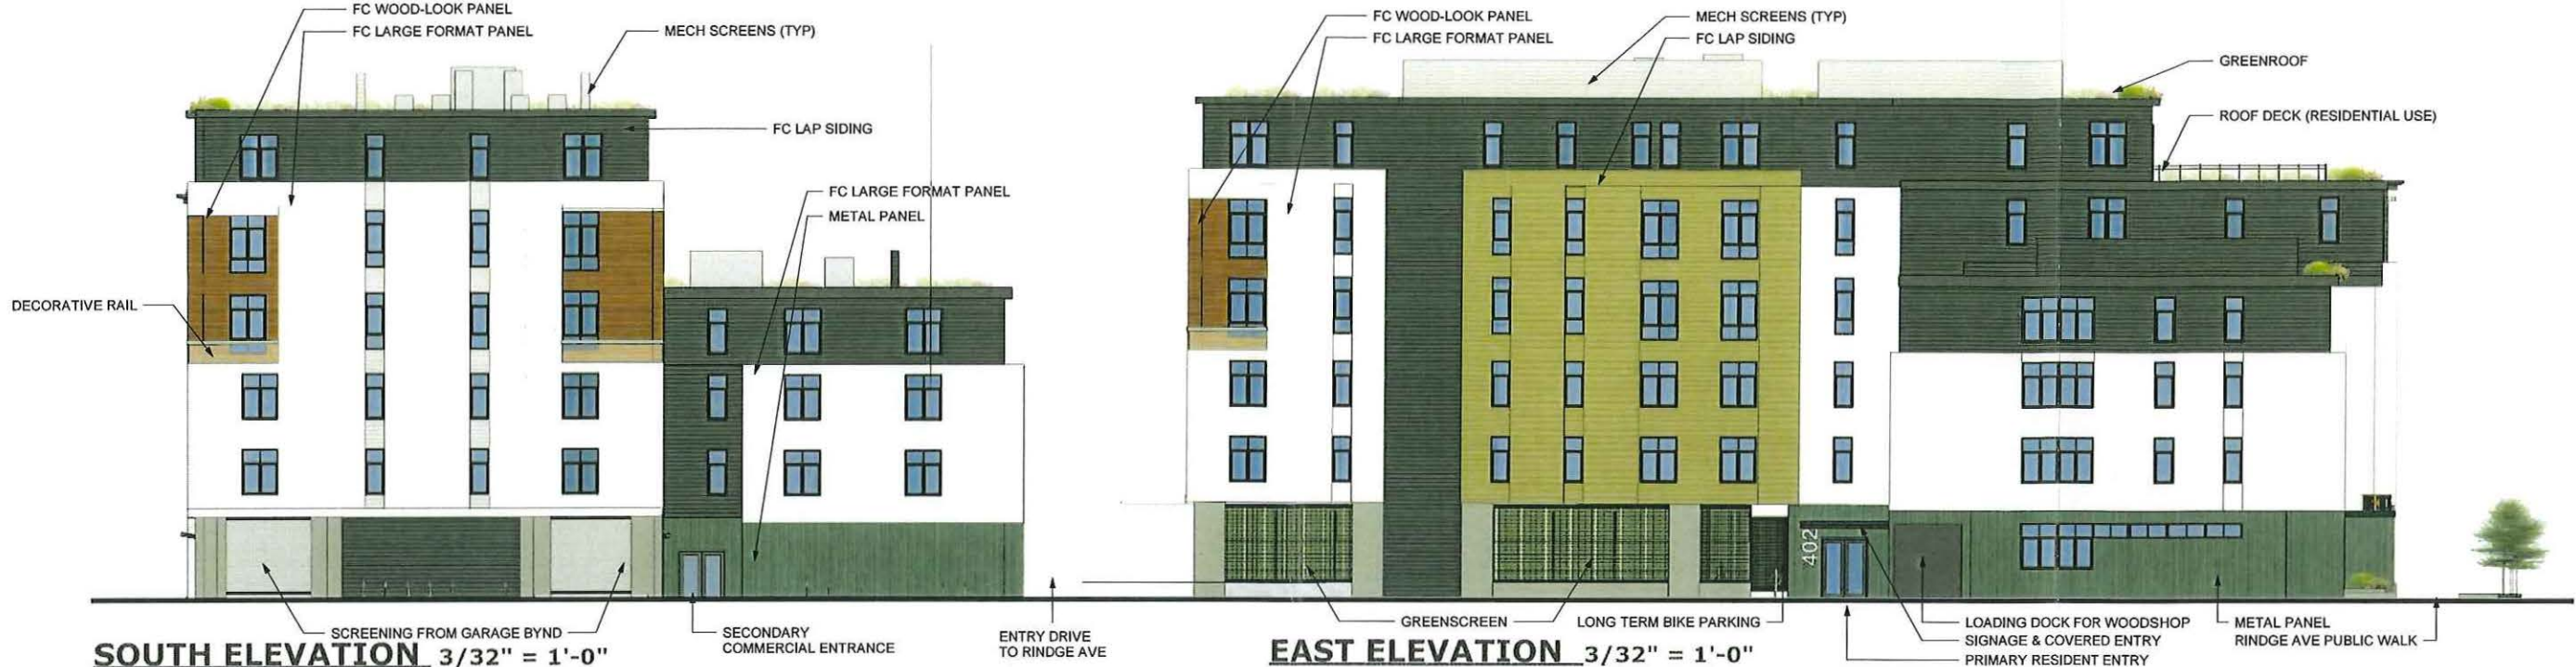 FC WOOD-LOOK PANEL
FC LARGE FORMAT PANEL
MECH SCREENS (TYP)
FC LAP SIDING
FC LARGE FORMAT PANEL
METAL PANEL
DECORATIVE RAIL
SCREENING FROM GARAGE BYND
SECONDARY
COMMERCIAL ENTRANCE
ENTRY DRIVE
TO RINDGE AVE
SOUTH ELEVATION 3/32" = 1'-0"
FC WOOD-LOOK PANEL
FC LARGE FORMAT PANEL
MECH SCREENS (TYP)
FC LAP SIDING
GREENROOF
ROOF DECK (RESIDENTIAL USE)
402
GREENSCREEN
LONG TERM BIKE PARKING
LOADING DOCK FOR WOODSHOP
SIGNAGE & COVERED ENTRY
PRIMARY RESIDENT ENTRY
METAL PANEL
RINDGE AVE PUBLIC WALK
EAST ELEVATION 3/32" = 1'-0"